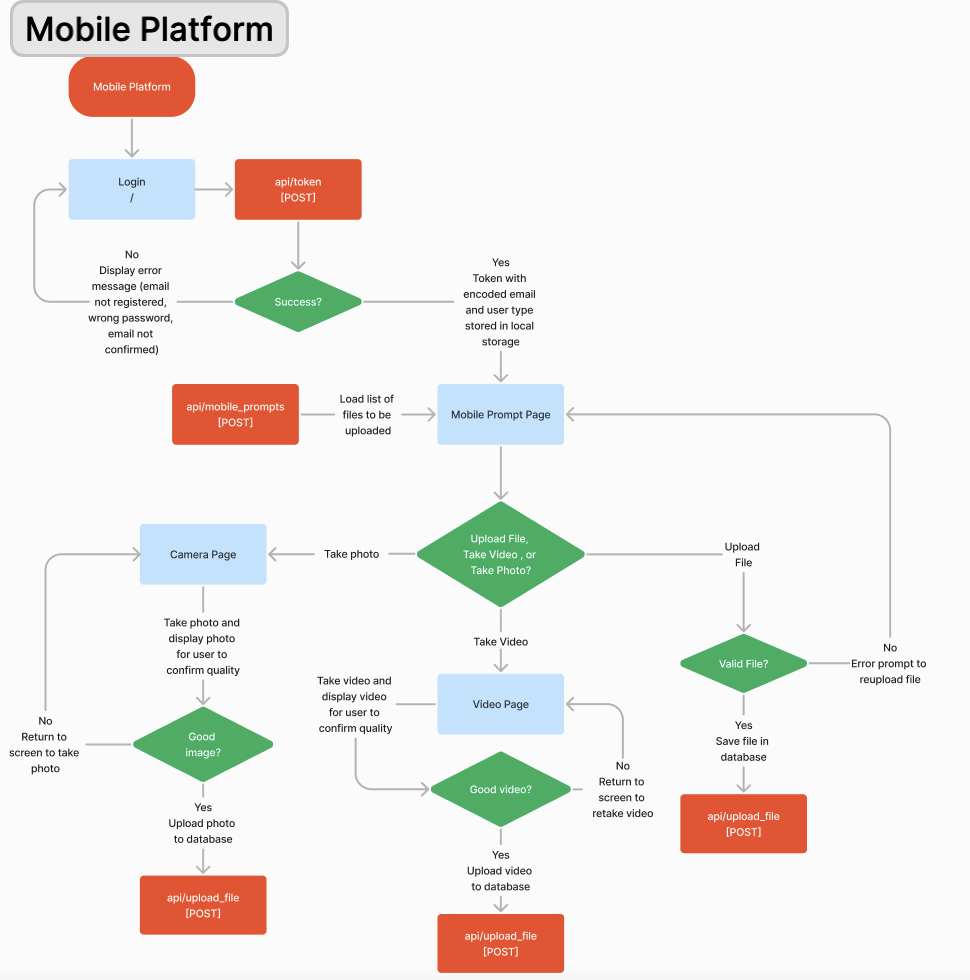 Mobile Platform
Mobile Platform
Login
/
api/token
[POST]
No
Display error
message (email
not registered,
wrong password,
email not
confirmed)
Success?
Yes
Token with
encoded email
and user type
stored in local
storage
api/mobile_prompts
[POST]
Load list of
files to be
uploaded
Mobile Prompt Page
Camera Page
Take photo
Upload File,
Take Video , or
Take Photo?
Upload
File
Take photo and
display photo
for user to
confirm quality
Take Video
Valid File?
No
Error prompt to
reupload file
Take video and
display video
for user to
confirm quality
Video Page
No
Return to
screen to take
photo
Good
image?
Yes
Save file in
database
Good video?
No
Return to
screen to
retake video
Yes
Upload photo
to database
api/upload_file
[POST]
Yes
Upload video
to database
api/upload_file
[POST]
api/upload_file
[POST]